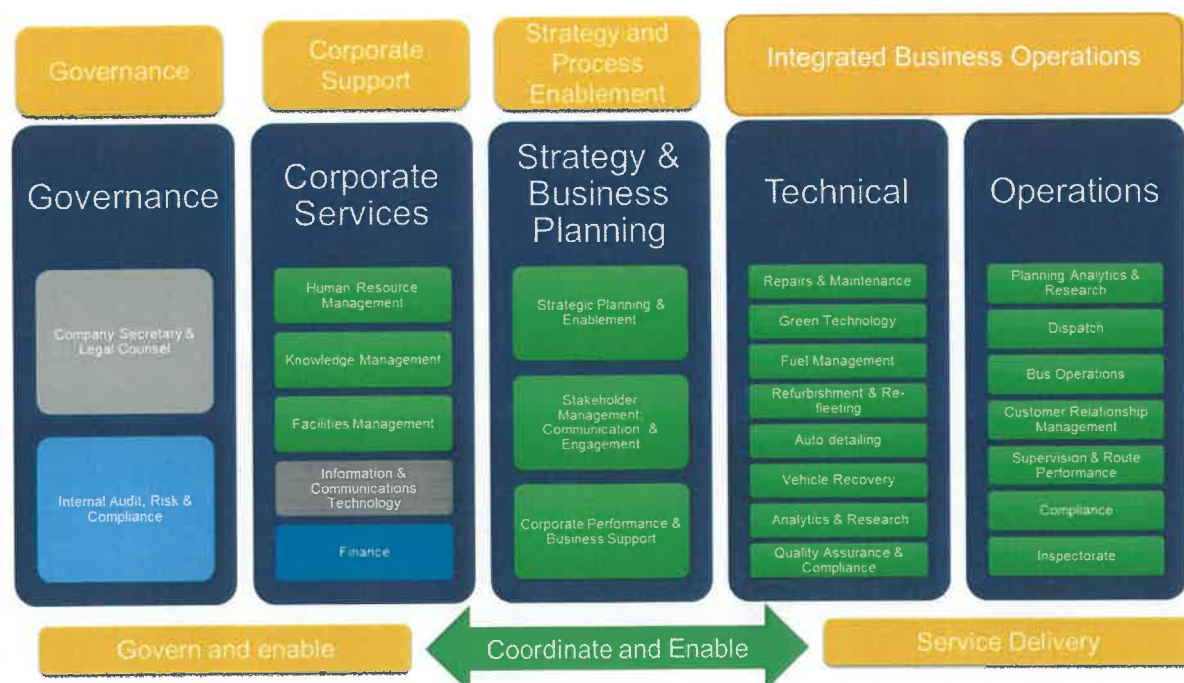 Governance
Corporate
Support
Strategy and
Process
Enablement
Integrated Business Operations
Governance
Company Secretary &
Legal Counsel
Internal Audit, Risk &
Compliance
Corporate
Services
Human Resource
Management
Knowledge Management
Facilities Management
Information &
Communications
Technology
Finance
Strategy &
Business
Planning
Strategic Planning &
Enablement
Stakeholder
Management;
Communication &
Engagement
Corporate Performance &
Business Support
Technical
Repairs & Maintenance
Green Technology
Fuel Management
Refurbishment & Re-
fleeting
Auto detailing
Vehicle Recovery
Analytics & Research
Quality Assurance &
Compliance
Operations
Planning Analytics &
Research
Dispatch
Bus Operations
Customer Relationship
Management
Supervision & Route
Performance
Compliance
Inspectorate
Govern and enable
Coordinate and Enable
Service Delivery